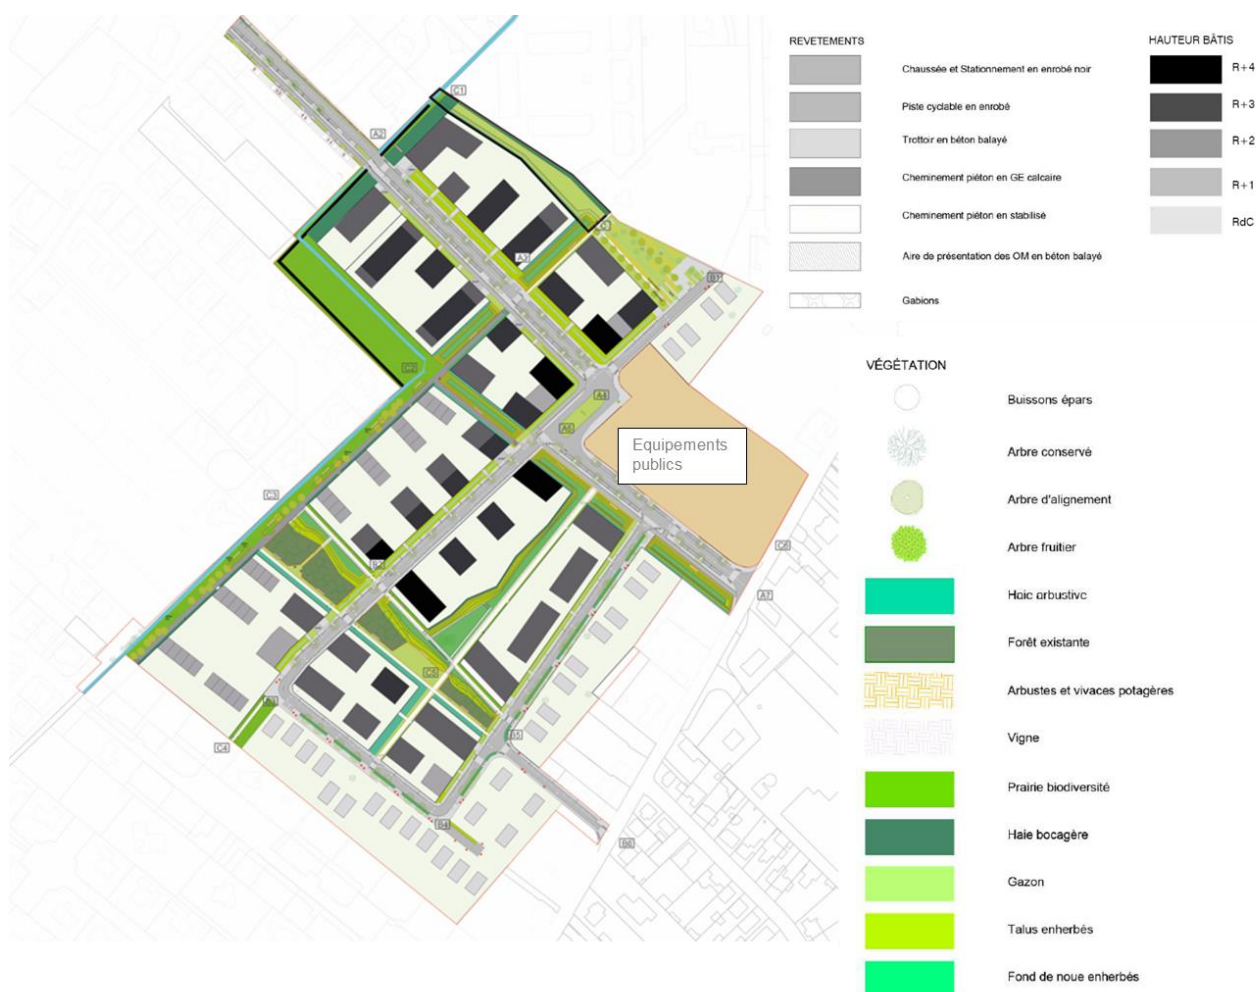 REVETEMENTS
Chaussée et Stationnement en enrobé noir
Piste cyclable en enrobé
Trottoir en béton balayé
Cheminement piéton en GE calcaire
Cheminement piéton en stabilisé
Aire de présentation des OM en béton balayé
Gabions
HAUTEUR BÂTIS
R+4
R+3
R+2
R+1
RdC
VÉGÉTATION
Buissons épars
Arbre conservé
Arbre d'alignement
Arbre fruitier
Haic arbustivc
Forêt existante
Arbustes et vivaces potagères
Vigne
Prairie biodiversité
Haie bocagère
Gazon
Talus enherbés
Fond de noue enherbés
C1
A2
A3
C2
A4
Equipements
publics
C3
C6
A7
C5
C4
B5
B4
B6